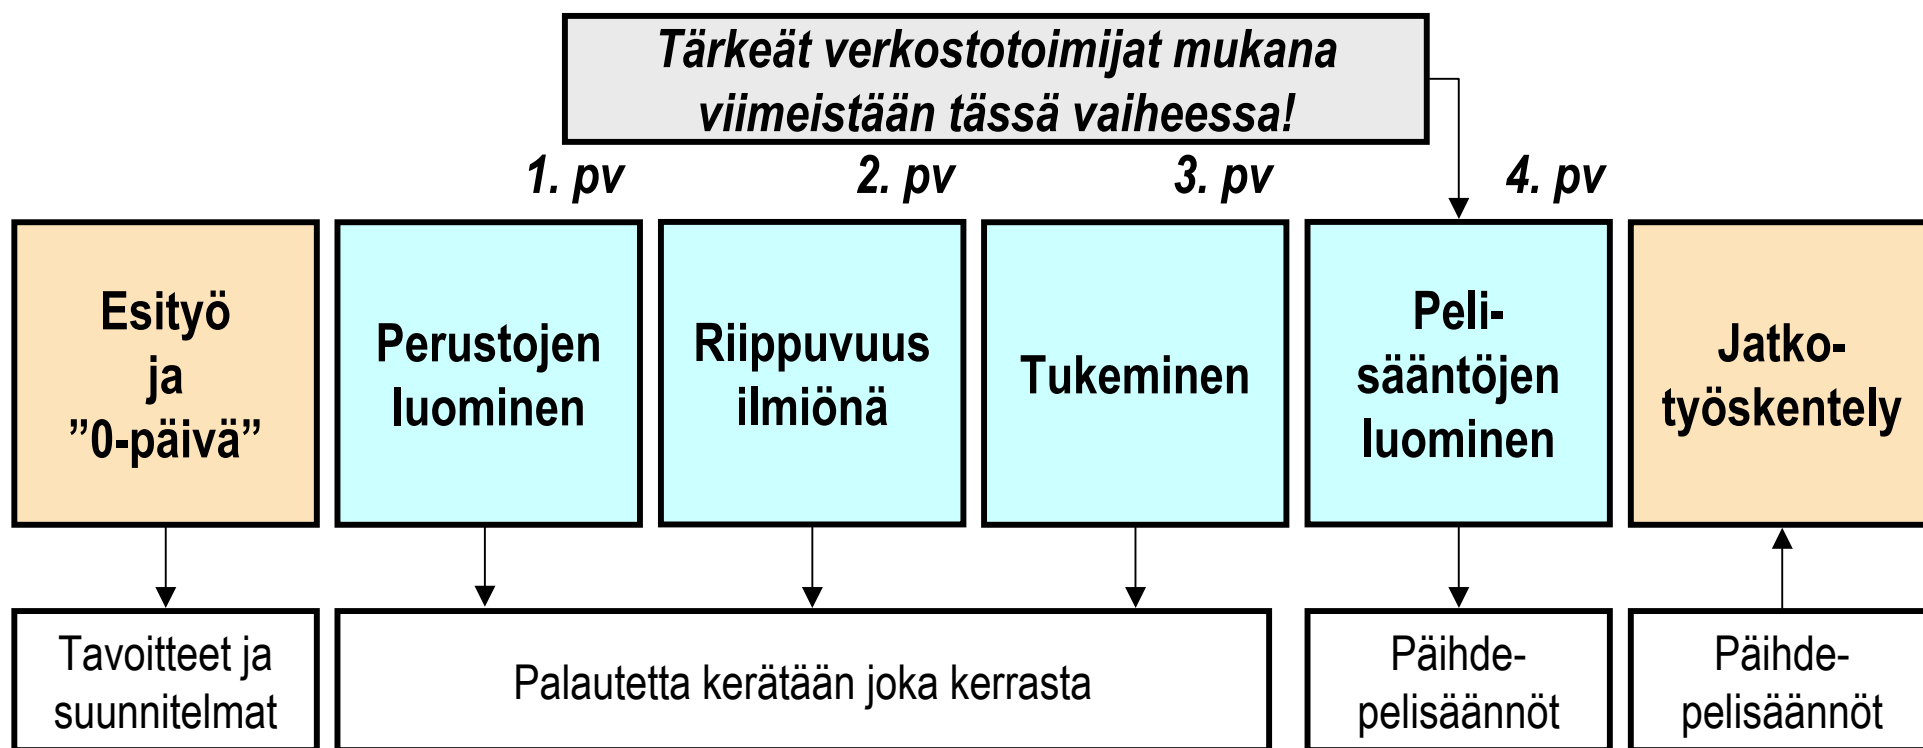 Tärkeät verkostotoimijat mukana
viimeistään tässä vaiheessa!
1. pv
2. pv
3. pv
4. pv
Esityö
ja
”0-päivä”
Perustojen
luominen
Riippuvuus
ilmiönä
Tukeminen
Peli-
sääntöjen
luominen
Jatko-
työskentely
Tavoitteet ja
suunnitelmat
Palautetta kerätään joka kerrasta
Päihde-
pelisäännöt
Päihde-
pelisäännöt